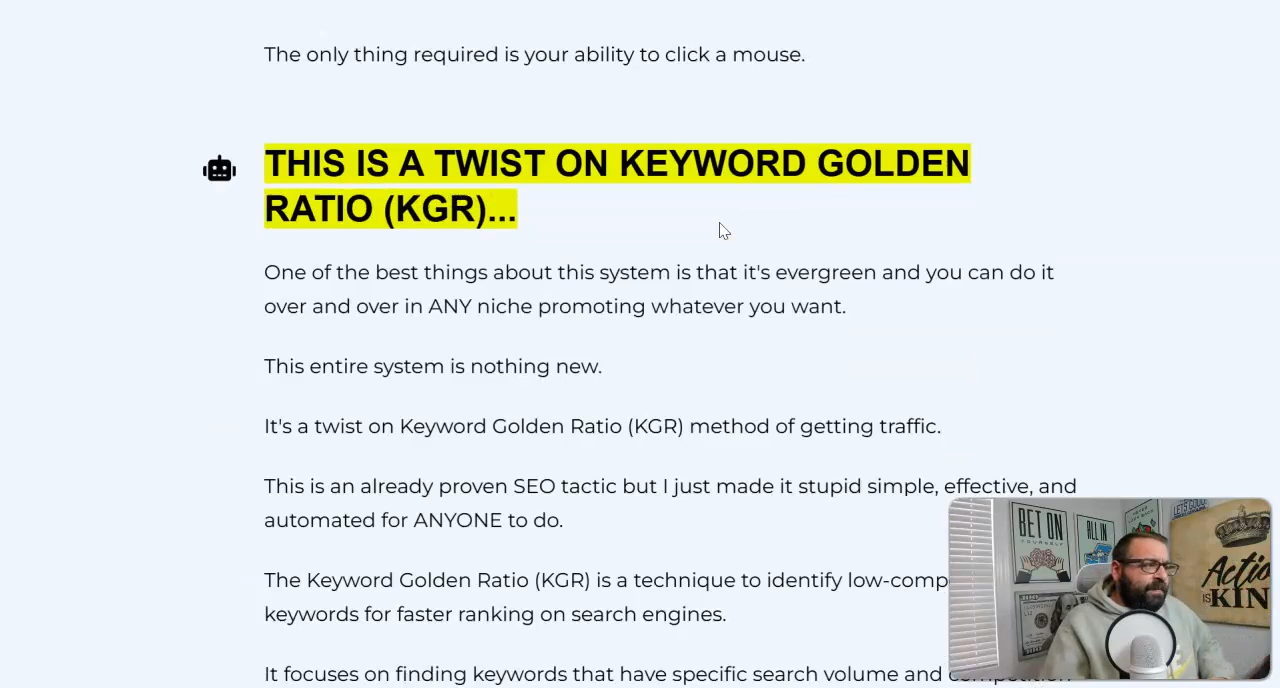 The only thing required is your ability to click a mouse.
THIS IS A TWIST ON KEYWORD GOLDEN
RATIO (KGR)...
One of the best things about this system is that it's evergreen and you can do it
over and over in ANY niche promoting whatever you want.
This entire system is nothing new.
It's a twist on Keyword Golden Ratio (KGR) method of getting traffic.
This is an already proven SEO tactic but I just made it stupid simple, effective, and
automated for ANYONE to do.
The Keyword Golden Ratio (KGR) is a technique to identify
keywords for faster ranking on search engines.
It focuses on finding keywords that have specific search volume and
BET ON
YOURSELF
ALL IN
IS KIN